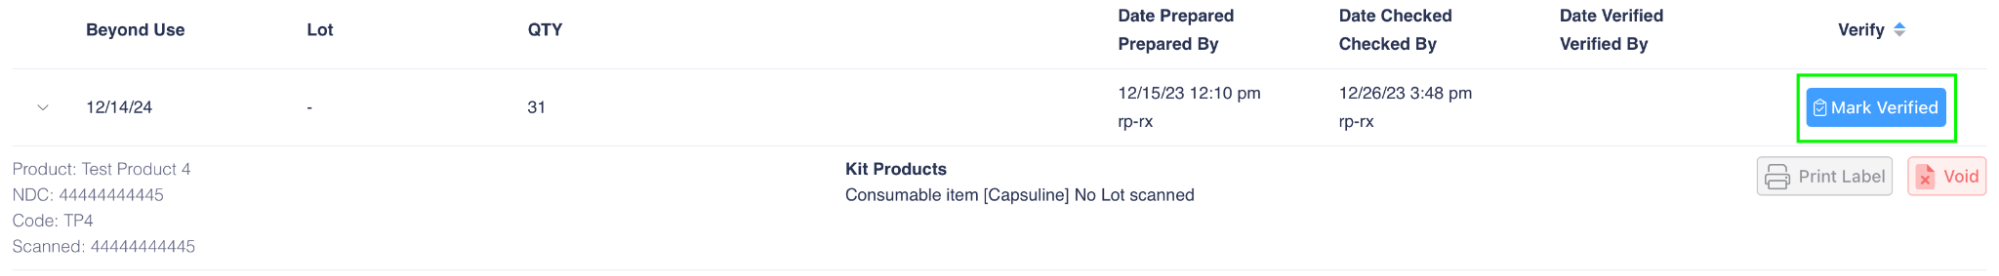 Beyond Use
Lot
QTY
Date Prepared
Prepared By
Date Checked
Checked By
Date Verified
Verified By
Verify
12/14/24
-
31
12/15/23 12:10 pm
rp-rx
12/26/23 3:48 pm
rp-rx
Mark Verified
Product: Test Product 4
NDC: 44444444445
Code: TP4
Scanned: 44444444445
Kit Products
Consumable item [Capsuline] No Lot scanned
Print Label
Void